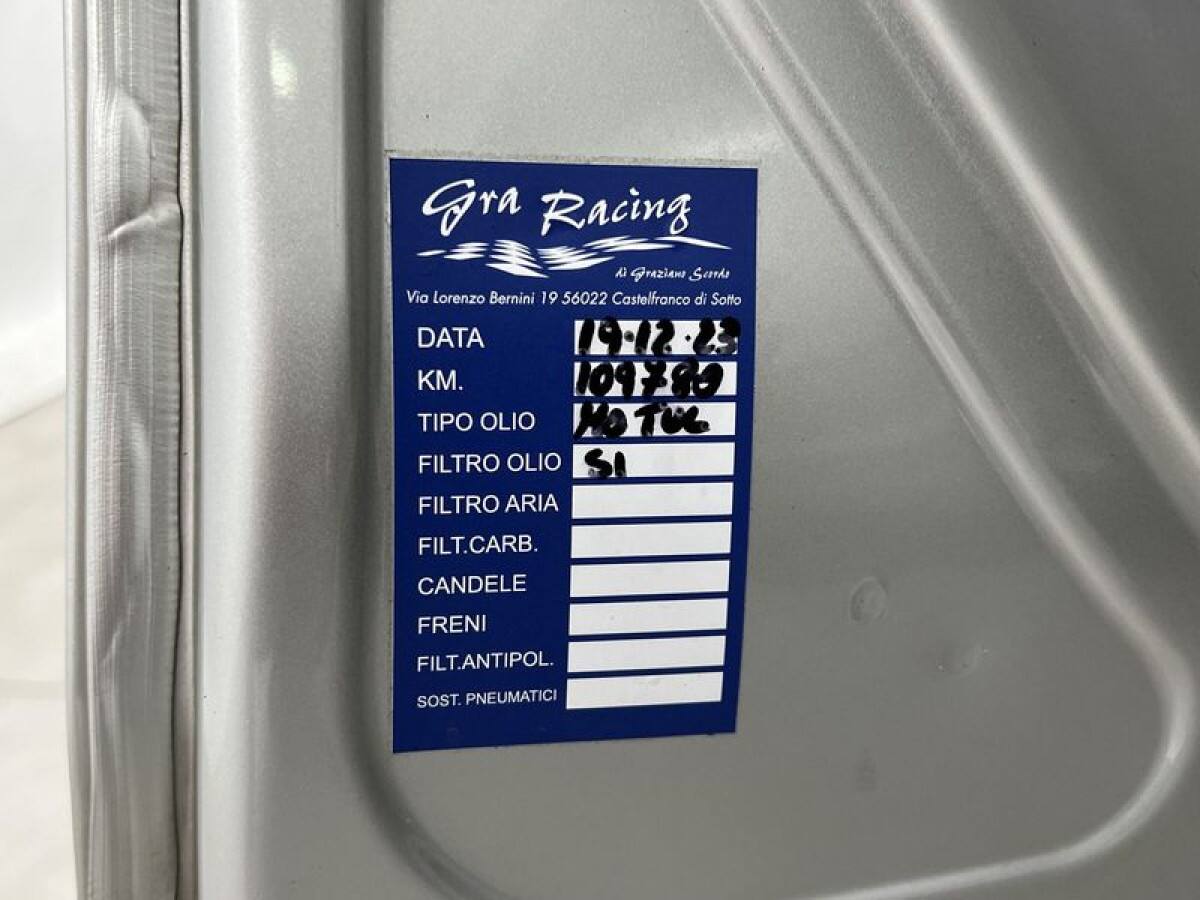 Gra Racing
di Graziano Scordo
Via Lorenzo Bernini 19 56022 Castelfranco di Sotto
DATA 19·12·23
KM. 109780
TIPO OLIO MOTUL
FILTRO OLIO SI
FILTRO ARIA
FILT.CARB.
CANDELE
FRENI
FILT.ANTIPOL.
SOST. PNEUMATICI